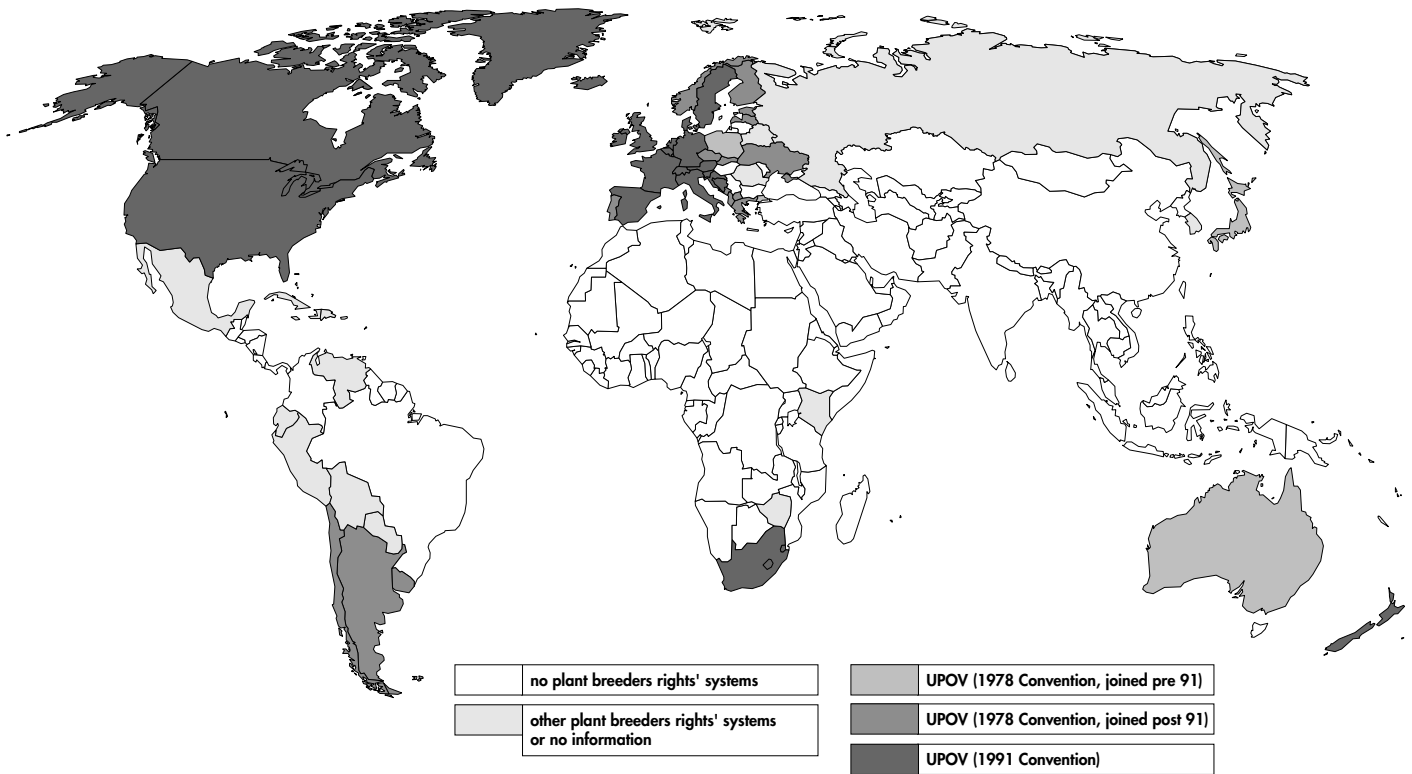 no plant breeders rights' systems
other plant breeders rights' systems
or no information
UPOV (1978 Convention, joined pre 91)
UPOV (1978 Convention, joined post 91)
UPOV (1991 Convention)